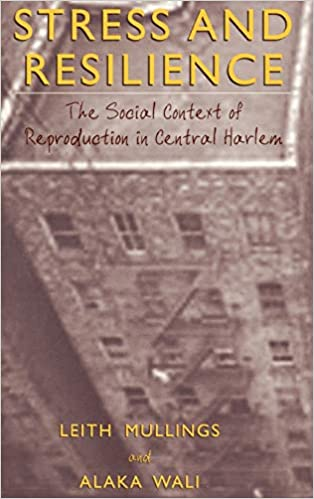 STRESS AND
RESILIENCE
The Social Context of
Reproduction in Central Harlem
LEITH MULLINGS
and
ALAKA WALI